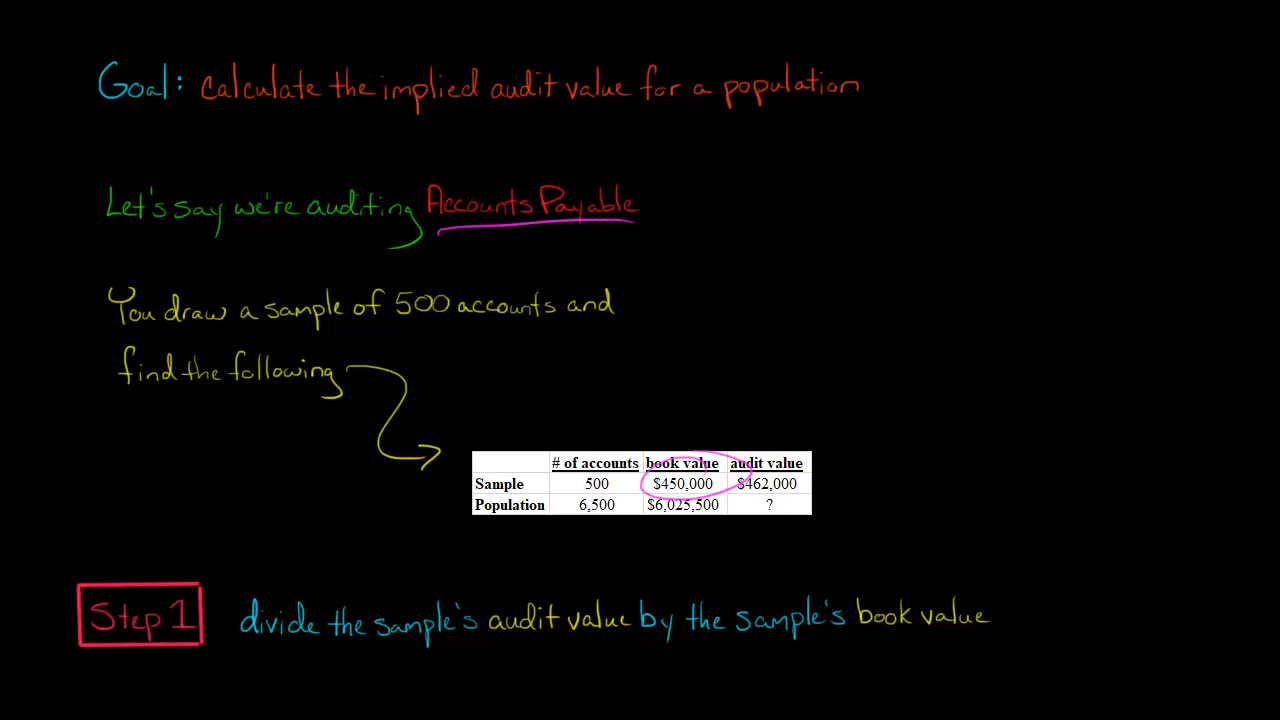 Goal: calculate the implied audit value for a population
Let's say we're auditing Accounts Payable
You draw a sample of 500 accounts and
find the following
# of accounts book value audit value
Sample 500 $450,000 $462,000
Population 6,500 $6,025,500 ?
Step 1 divide the sample's audit value by the sample's book value